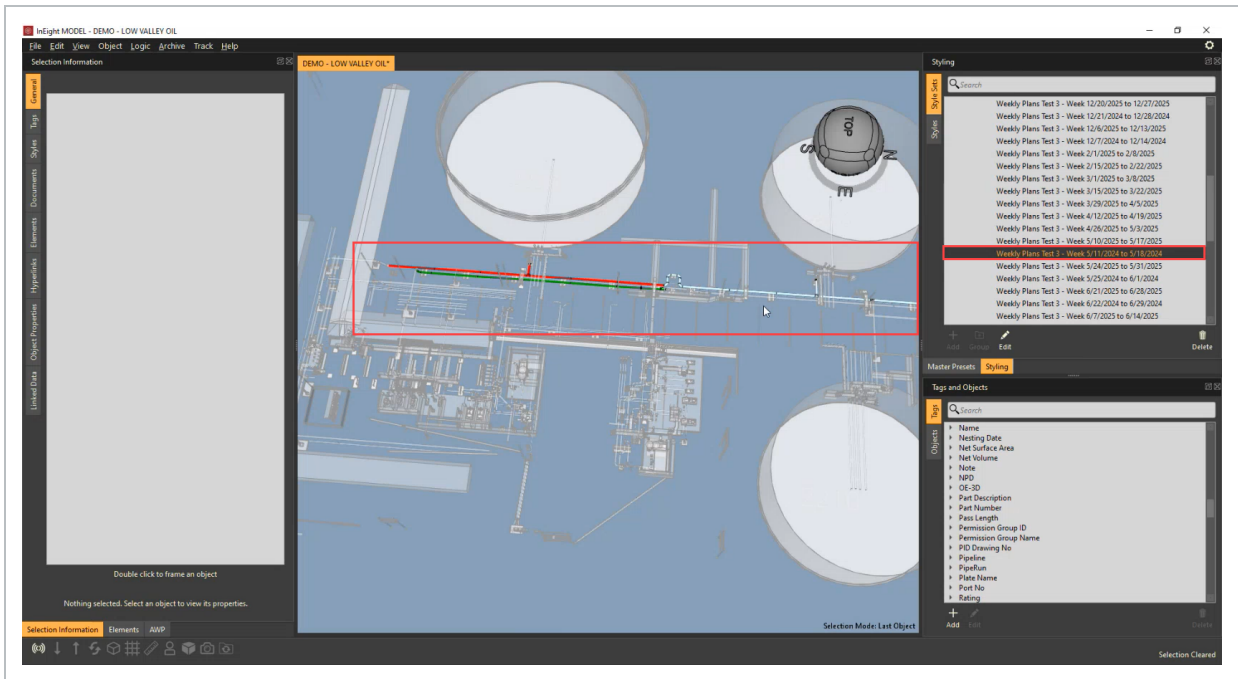 InEight MODEL - DEMO - LOW VALLEY OIL
File Edit View Object Logic Archive Track Help
Selection Information
General
Tags
Styles
Documents
Elements
Hyperlinks
Object Properties
Linked Data
Double click to frame an object
Nothing selected. Select an object to view its properties.
Selection Information Elements AWP
DEMO - LOW VALLEY OIL*
TOP
S
N
E
Selection Mode: Last Object
Styling
Style Sets
Styles
Search
Weekly Plans Test 3 - Week 12/20/2025 to 12/27/2025
Weekly Plans Test 3 - Week 12/21/2024 to 12/28/2024
Weekly Plans Test 3 - Week 12/6/2025 to 12/13/2025
Weekly Plans Test 3 - Week 12/7/2024 to 12/14/2024
Weekly Plans Test 3 - Week 2/1/2025 to 2/8/2025
Weekly Plans Test 3 - Week 2/15/2025 to 2/22/2025
Weekly Plans Test 3 - Week 3/1/2025 to 3/8/2025
Weekly Plans Test 3 - Week 3/15/2025 to 3/22/2025
Weekly Plans Test 3 - Week 3/29/2025 to 4/5/2025
Weekly Plans Test 3 - Week 4/12/2025 to 4/19/2025
Weekly Plans Test 3 - Week 4/26/2025 to 5/3/2025
Weekly Plans Test 3 - Week 5/10/2025 to 5/17/2025
Weekly Plans Test 3 - Week 5/11/2024 to 5/18/2024
Weekly Plans Test 3 - Week 5/24/2025 to 5/31/2025
Weekly Plans Test 3 - Week 5/25/2024 to 6/1/2024
Weekly Plans Test 3 - Week 6/21/2025 to 6/28/2025
Weekly Plans Test 3 - Week 6/22/2024 to 6/29/2024
Weekly Plans Test 3 - Week 6/7/2025 to 6/14/2025
Add Group Edit Delete
Master Presets Styling
Tags and Objects
Tags
Objects
Search
Name
Nesting Date
Net Surface Area
Net Volume
Note
NPD
OE-3D
Part Description
Part Number
Pass Length
Permission Group ID
Permission Group Name
PID Drawing No
Pipeline
PipeRun
Plate Name
Port No
Rating
Add Edit Delete
Selection Cleared